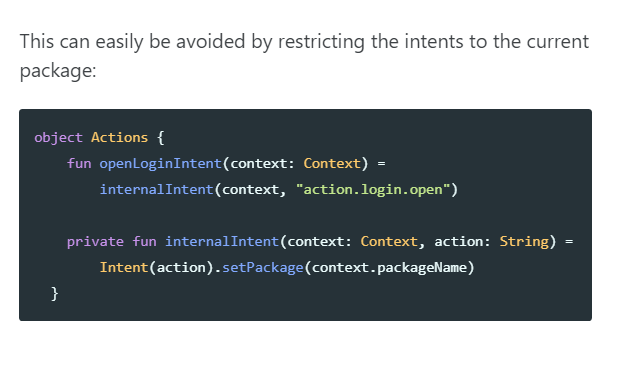 This can easily be avoided by restricting the intents to the current
package:
object Actions {
    fun openLoginIntent(context: Context) =
        internalIntent(context, "action.login.open")
    private fun internalIntent(context: Context, action: String) =
        Intent(action).setPackage(context.packageName)
  }